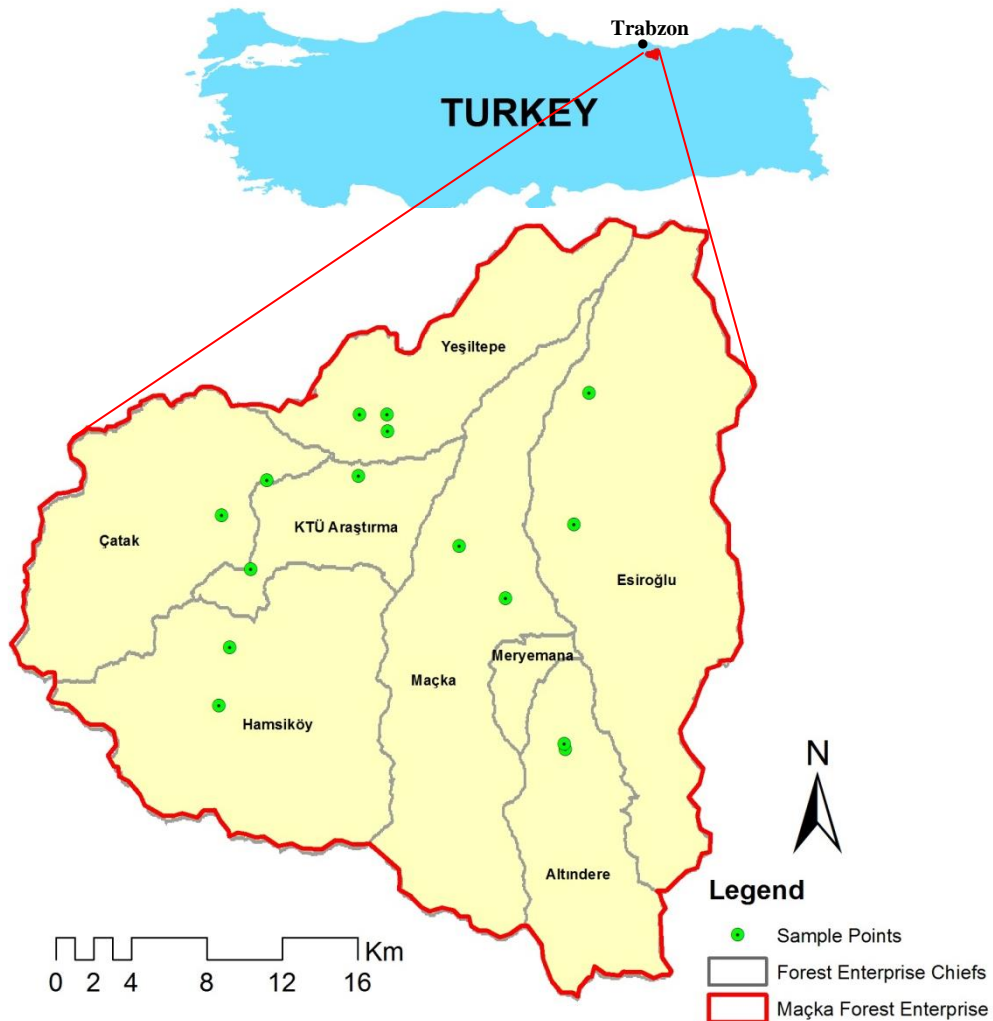 Trabzon
TURKEY
Yeşiltepe
Çatak
KTÜ Araştırma
Esiroğlu
Meryemana
Maçka
Hamsiköy
Altındere
N
Legend
Sample Points
Forest Enterprise Chiefs
Maçka Forest Enterprise
Km
0 2 4 8 12 16